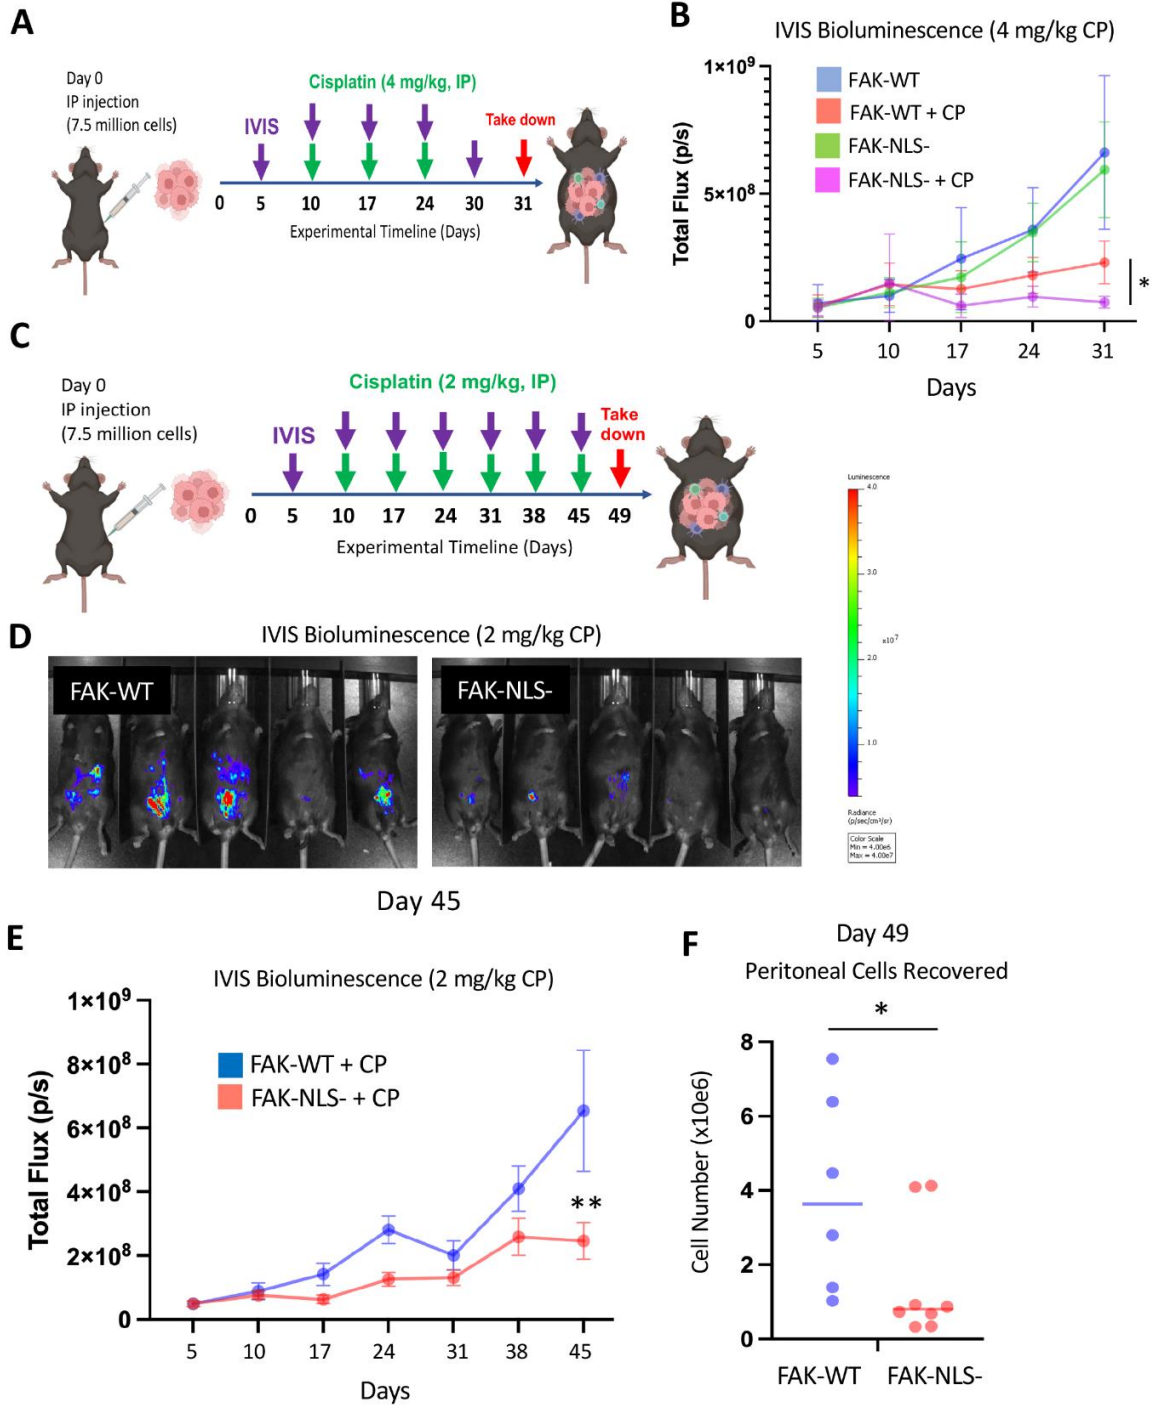 A
Day 0
IP injection
(7.5 million cells)
Cisplatin (4 mg/kg, IP)
IVIS
Take down
0 5 10 17 24 30 31
Experimental Timeline (Days)
B
IVIS Bioluminescence (4 mg/kg CP)
Total Flux (p/s)
1×10⁹
5×10⁸
0
FAK-WT
FAK-WT + CP
FAK-NLS-
FAK-NLS- + CP
*
5 10 17 24 31
Days
C
Day 0
IP injection
(7.5 million cells)
Cisplatin (2 mg/kg, IP)
IVIS
Take
down
0 5 10 17 24 31 38 45 49
Experimental Timeline (Days)
D
IVIS Bioluminescence (2 mg/kg CP)
FAK-WT
FAK-NLS-
Day 45
Luminescence
4.0
3.0
x10⁷
2.0
1.0
Radiance
(p/sec/cm²/sr)
Color Scale
Min = 4.00e6
Max = 4.00e7
E
IVIS Bioluminescence (2 mg/kg CP)
Total Flux (p/s)
1×10⁹
8×10⁸
6×10⁸
4×10⁸
2×10⁸
0
FAK-WT + CP
FAK-NLS- + CP
**
5 10 17 24 31 38 45
Days
F
Day 49
Peritoneal Cells Recovered
*
Cell Number (x10e6)
8
6
4
2
0
FAK-WT FAK-NLS-